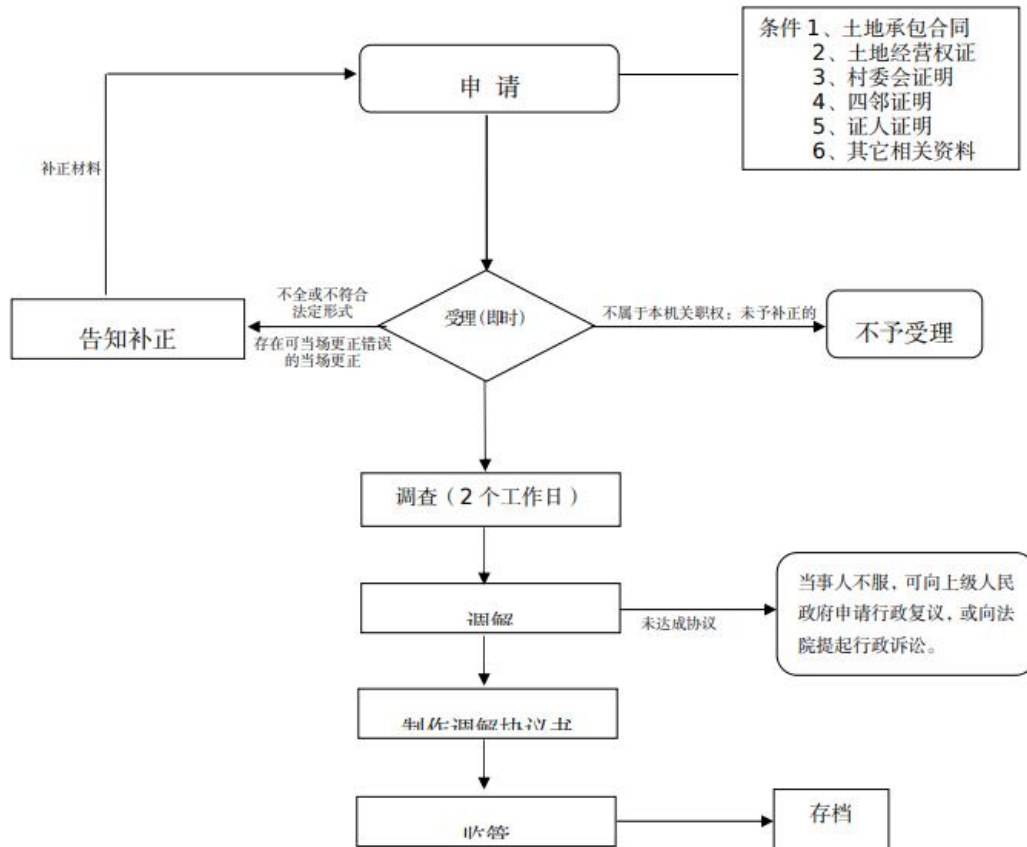 条件 1、土地承包合同
2、土地经营权证
3、村委会证明
4、四邻证明
5、证人证明
6、其它相关资料
申 请
补正材料
不全或不符合
法定形式
存在可当场更正错误
的当场更正
告知补正
受理(即时)
不属于本机关职权；未予补正的
不予受理
调查（2 个工作日）
调解
未达成协议
当事人不服，可向上级人民
政府申请行政复议，或向法
院提起行政诉讼。
制作调解协议书
监管
存档